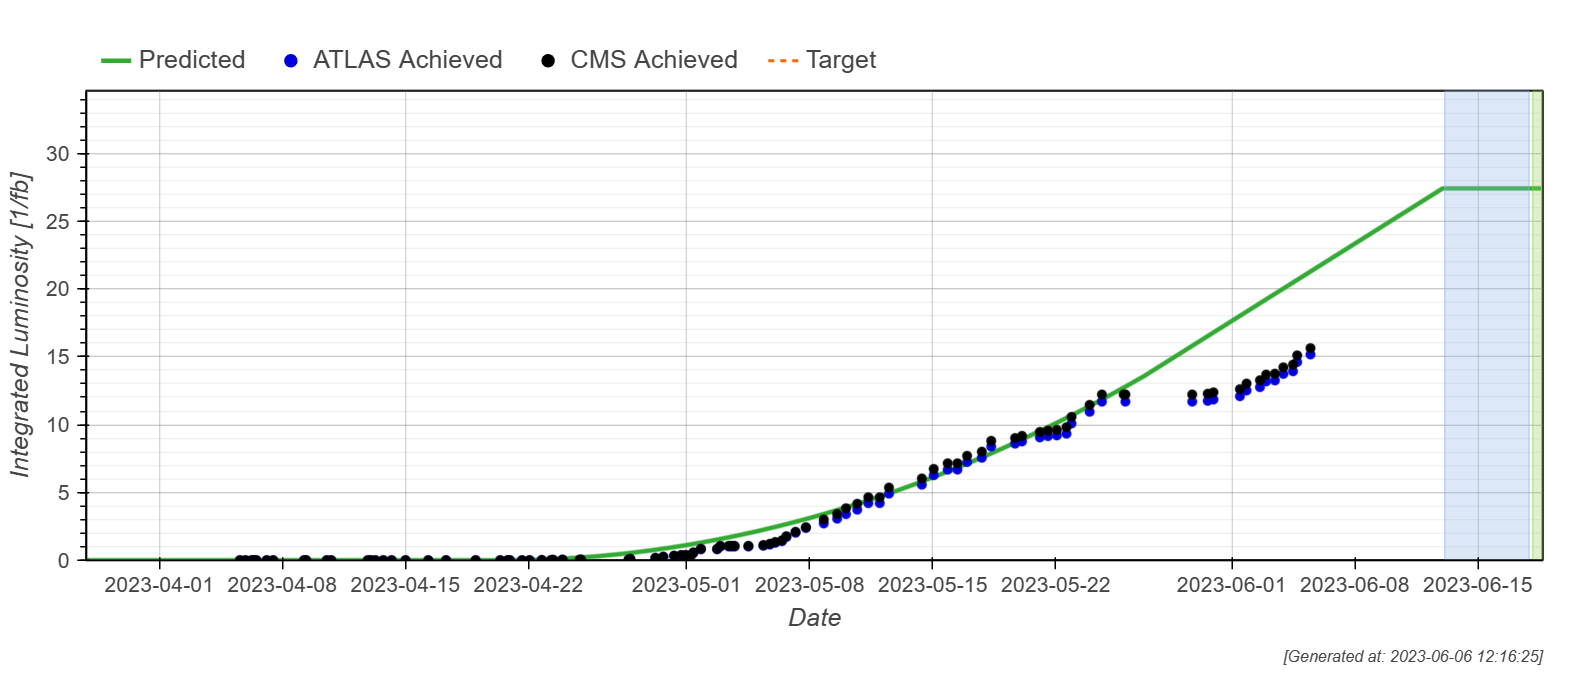 Predicted ATLAS Achieved CMS Achieved Target
Integrated Luminosity [1/fb]
30
25
20
15
10
5
0
2023-04-01 2023-04-08 2023-04-15 2023-04-22 2023-05-01 2023-05-08 2023-05-15 2023-05-22 2023-06-01 2023-06-08 2023-06-15
Date
[Generated at: 2023-06-06 12:16:25]